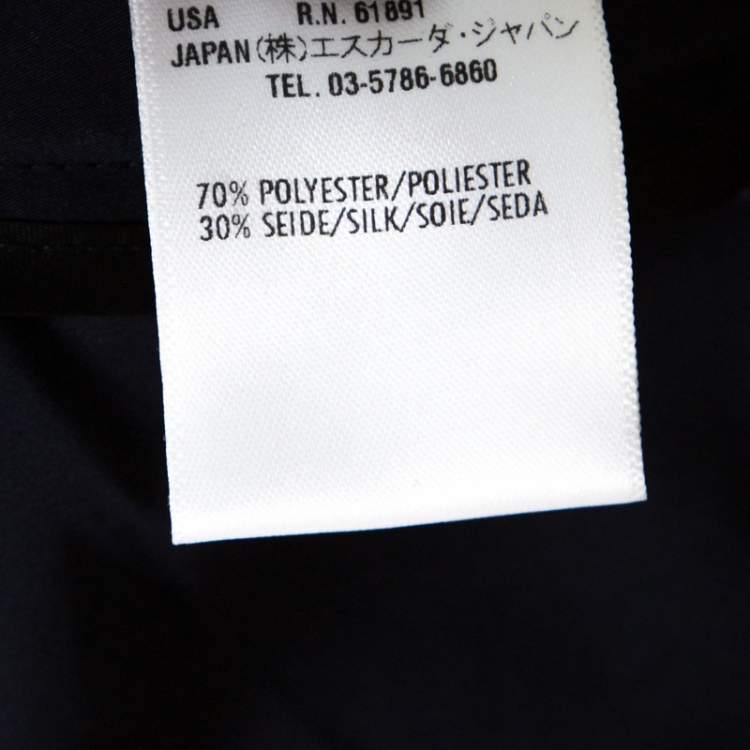 USA R.N. 61891
JAPAN (株)エスカーダ・ジャパン
TEL. 03-5786-6860
70% POLYESTER/POLIESTER
30% SEIDE/SILK/SOIE/SEDA